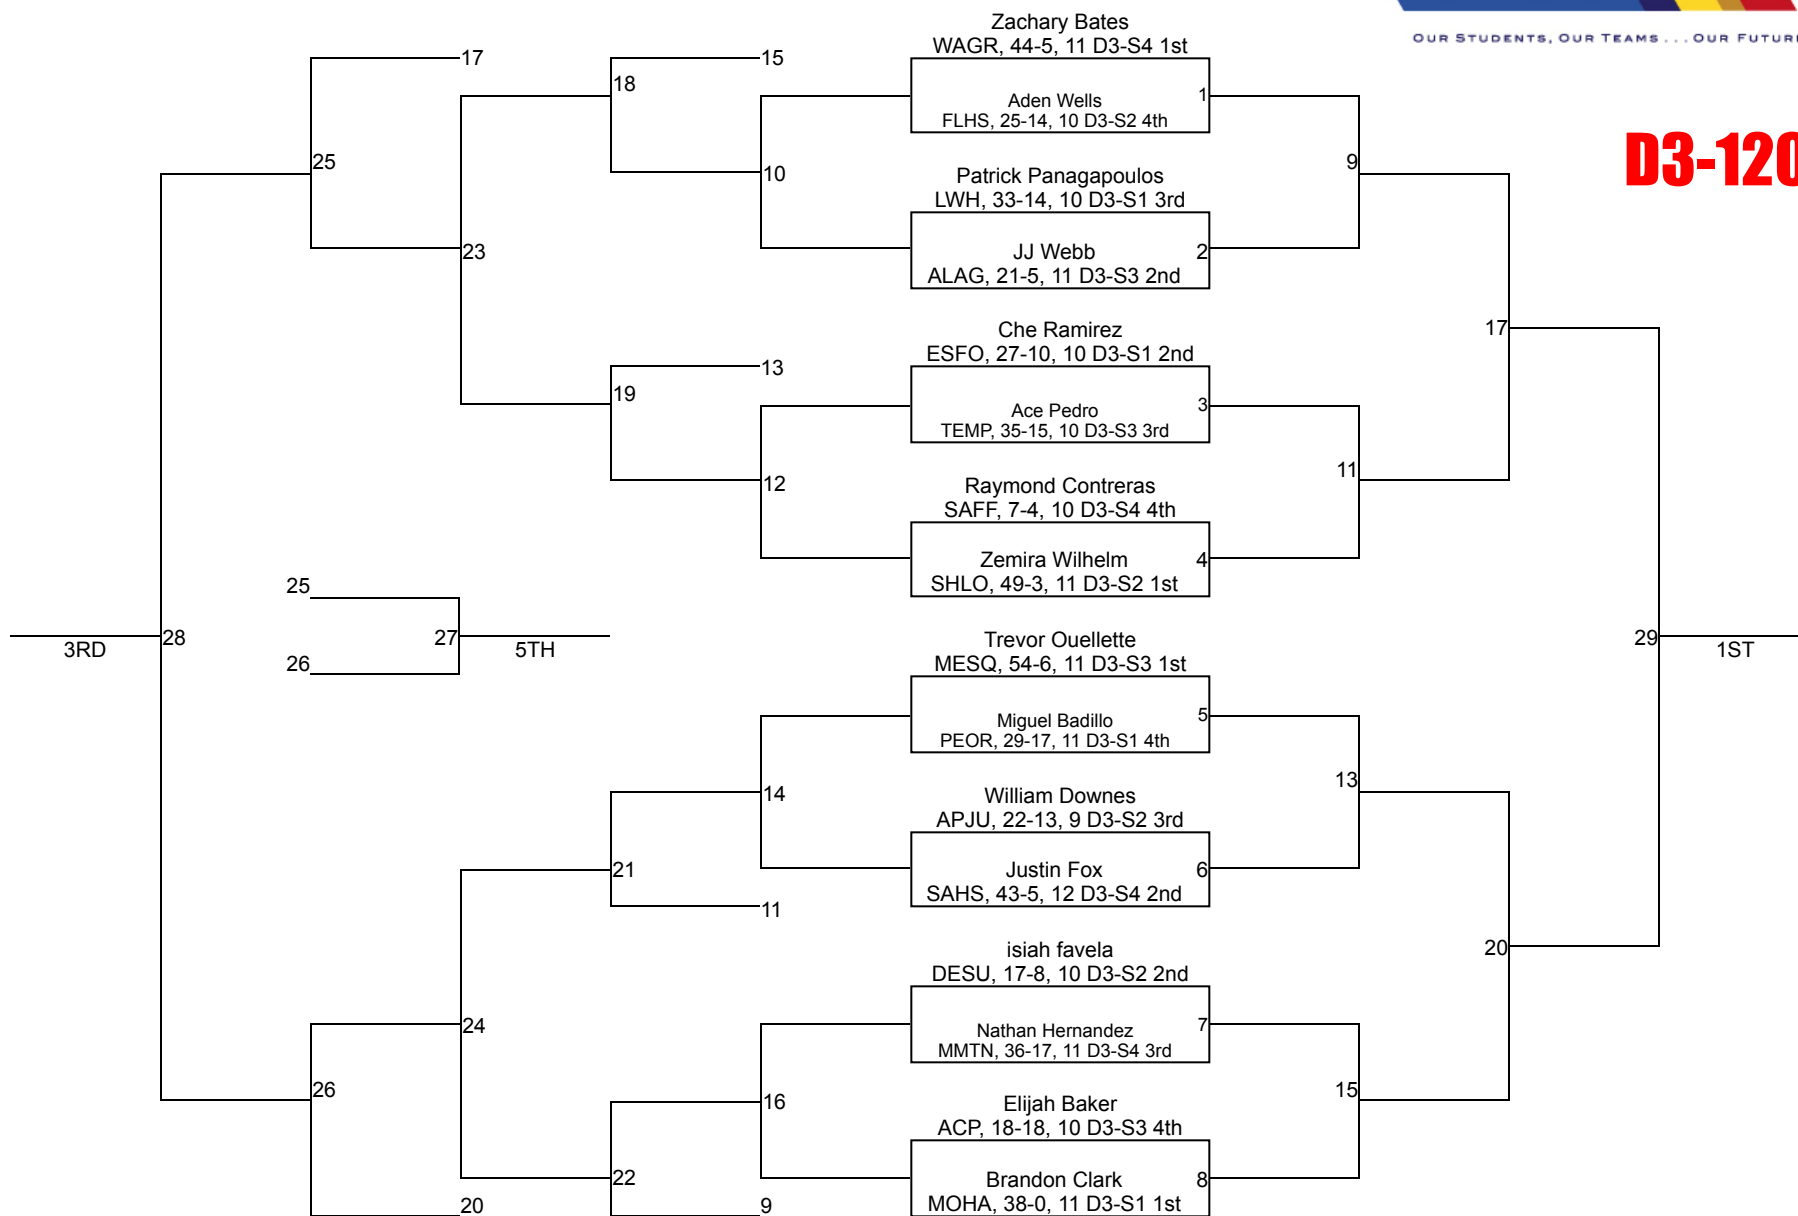 OUR STUDENTS, OUR TEAMS...OUR FUTURE
D3-120
Zachary Bates
WAGR, 44-5, 11 D3-S4 1st
Aden Wells
FLHS, 25-14, 10 D3-S2 4th
1
Patrick Panagapoulos
LWH, 33-14, 10 D3-S1 3rd
JJ Webb
ALAG, 21-5, 11 D3-S3 2nd
2
Che Ramirez
ESFO, 27-10, 10 D3-S1 2nd
Ace Pedro
TEMP, 35-15, 10 D3-S3 3rd
3
Raymond Contreras
SAFF, 7-4, 10 D3-S4 4th
Zemira Wilhelm
SHLO, 49-3, 11 D3-S2 1st
4
Trevor Ouellette
MESQ, 54-6, 11 D3-S3 1st
Miguel Badillo
PEOR, 29-17, 11 D3-S1 4th
5
William Downes
APJU, 22-13, 9 D3-S2 3rd
Justin Fox
SAHS, 43-5, 12 D3-S4 2nd
6
isiah favela
DESU, 17-8, 10 D3-S2 2nd
Nathan Hernandez
MMTN, 36-17, 11 D3-S4 3rd
7
Elijah Baker
ACP, 18-18, 10 D3-S3 4th
Brandon Clark
MOHA, 38-0, 11 D3-S1 1st
8
9
11
13
15
17
20
29
1ST
15
10
13
12
14
11
16
9
18
19
21
22
17
23
24
20
25
26
25
26
27
5TH
28
3RD